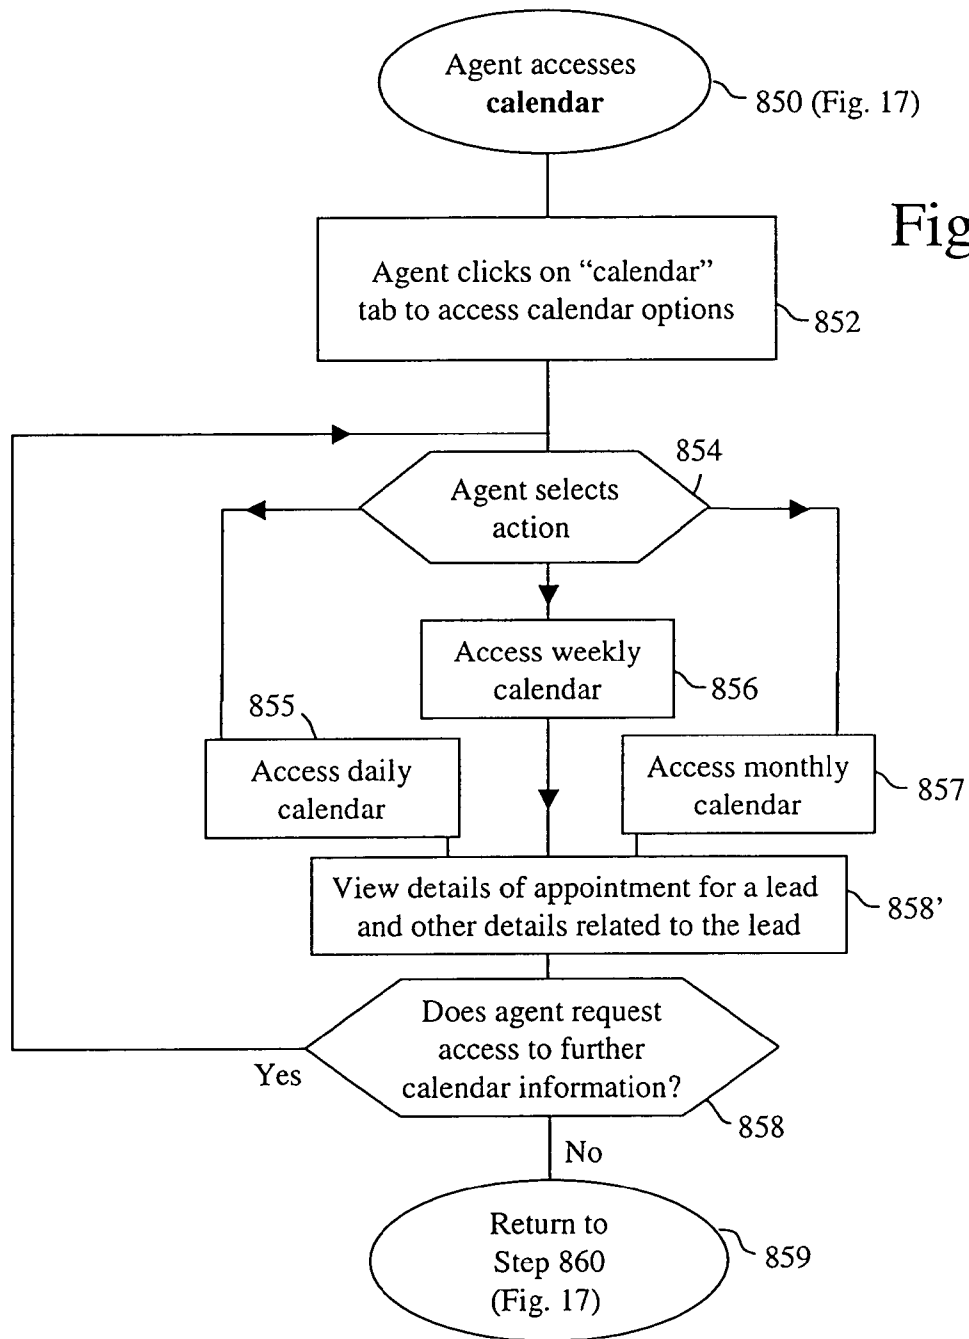 Agent accesses
calendar
850 (Fig. 17)
Fig
Agent clicks on “calendar”
tab to access calendar options
852
854
Agent selects
action
Access weekly
calendar
856
855
Access daily
calendar
Access monthly
calendar
857
View details of appointment for a lead
and other details related to the lead
858’
Does agent request
access to further
calendar information?
Yes
858
No
Return to
Step 860
(Fig. 17)
859